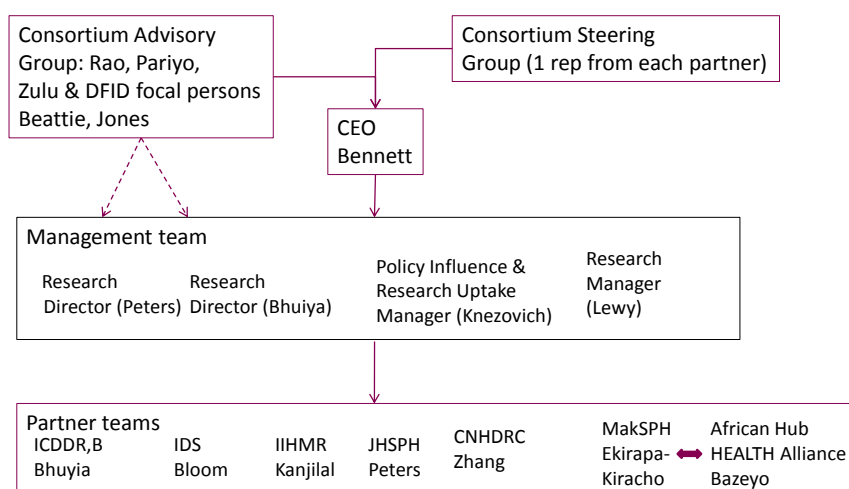 Consortium Advisory
Group: Rao, Pariyo,
Zulu & DFID focal persons
Beattie, Jones
Consortium Steering
Group (1 rep from each partner)
CEO
Bennett
Management team
Research
Director (Peters)
Research
Director (Bhuiya)
Policy Influence &
Research Uptake
Manager (Knezovich)
Research
Manager
(Lewy)
Partner teams
ICDDR,B
Bhuyia
IDS
Bloom
IIHMR
Kanjilal
JHSPH
Peters
CNHDRC
Zhang
MakSPH
Ekirapa-
Kiracho
African Hub
HEALTH Alliance
Bazeyo